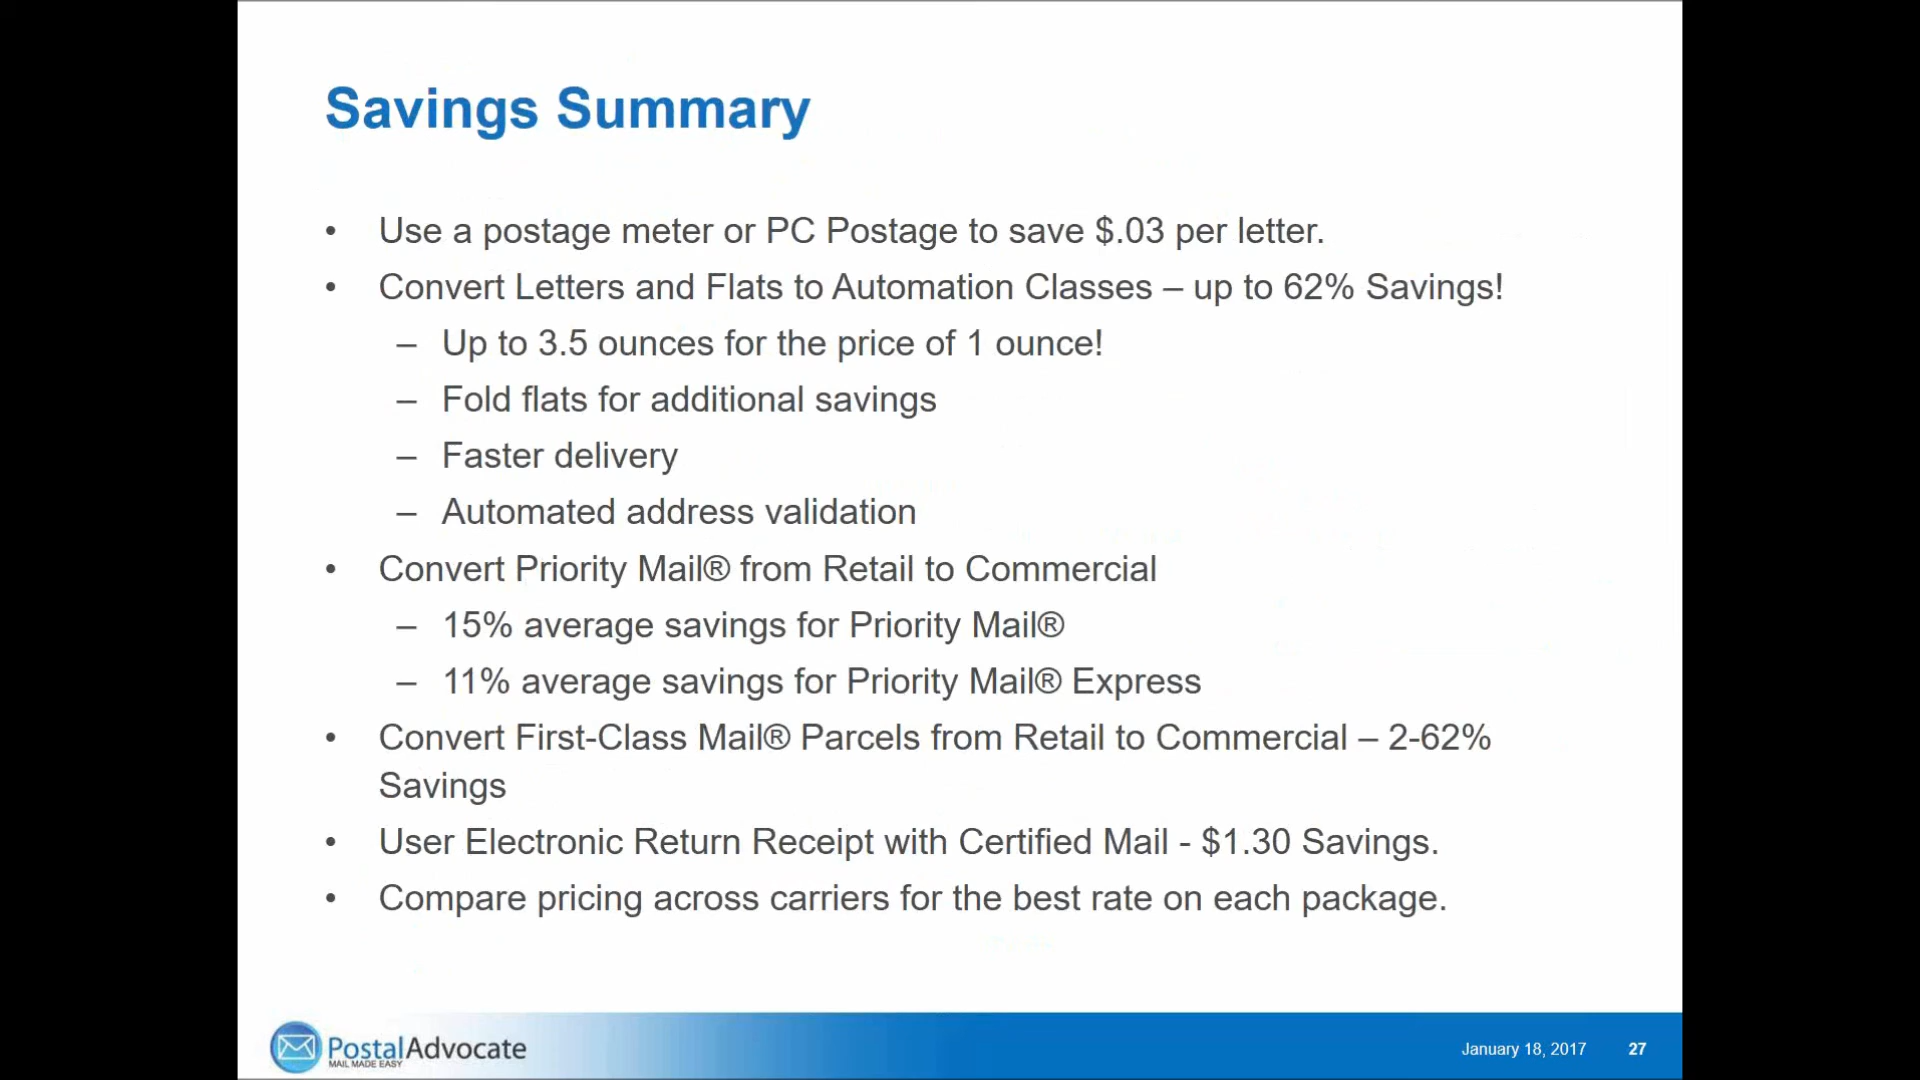 Savings Summary
• Use a postage meter or PC Postage to save $.03 per letter.
• Convert Letters and Flats to Automation Classes – up to 62% Savings!
– Up to 3.5 ounces for the price of 1 ounce!
– Fold flats for additional savings
– Faster delivery
– Automated address validation
• Convert Priority Mail® from Retail to Commercial
– 15% average savings for Priority Mail®
– 11% average savings for Priority Mail® Express
• Convert First-Class Mail® Parcels from Retail to Commercial – 2-62%
Savings
• User Electronic Return Receipt with Certified Mail - $1.30 Savings.
• Compare pricing across carriers for the best rate on each package.
PostalAdvocate
MAIL MADE EASY
January 18, 2017 27